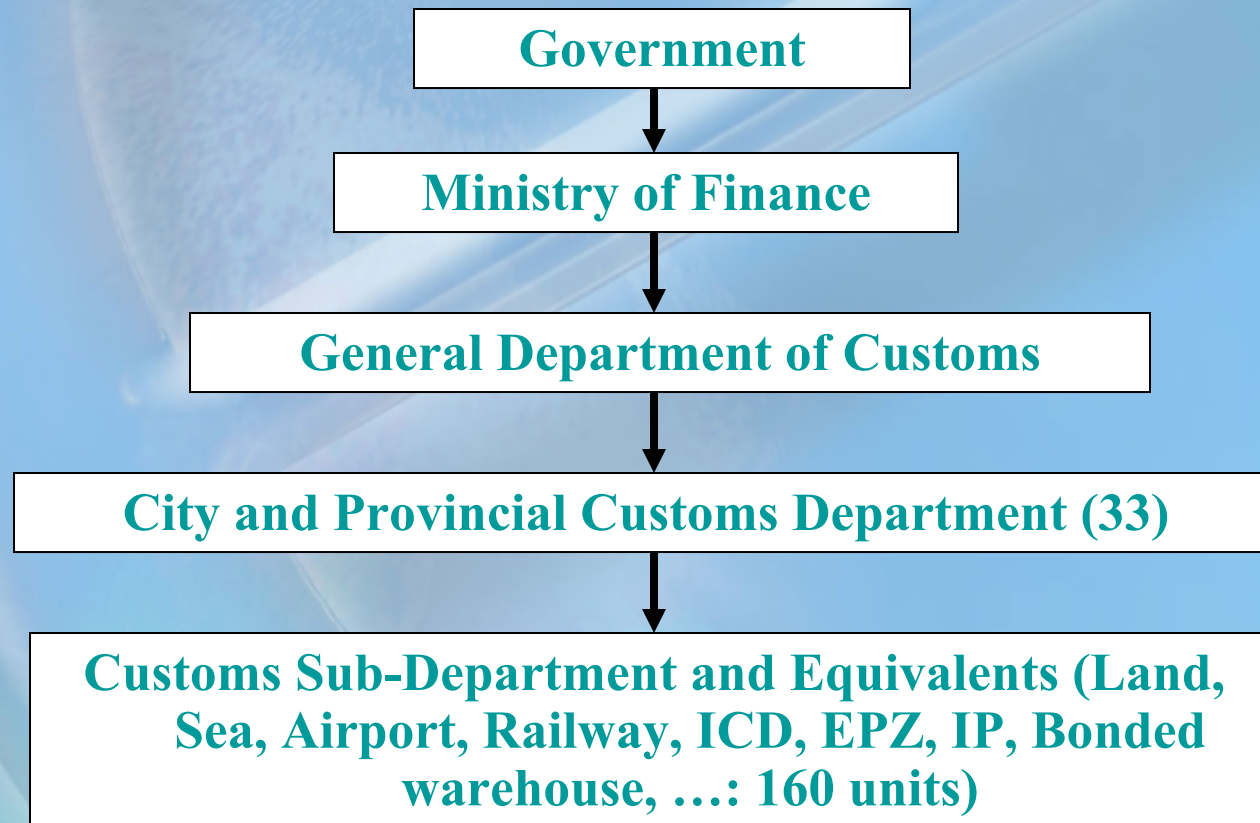 Government
Ministry of Finance
General Department of Customs
City and Provincial Customs Department (33)
Customs Sub-Department and Equivalents (Land,
Sea, Airport, Railway, ICD, EPZ, IP, Bonded
warehouse, …: 160 units)